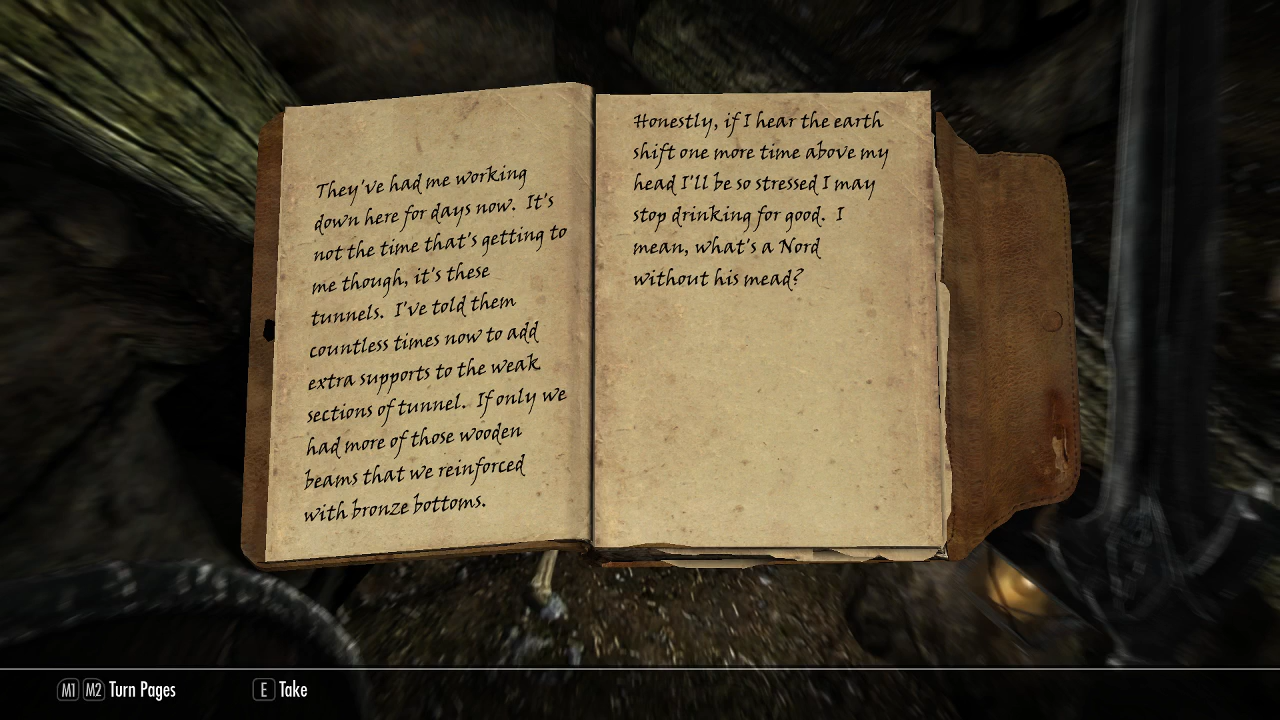 They've had me working
down here for days now. It's
not the time that's getting to
me though, it's these
tunnels. I've told them
countless times now to add
extra supports to the weak
sections of tunnel. If only we
had more of those wooden
beams that we reinforced
with bronze bottoms.
Honestly, if I hear the earth
shift one more time above my
head I'll be so stressed I may
stop drinking for good. I
mean, what's a Nord
without his mead?
M1 M2 Turn Pages
E Take